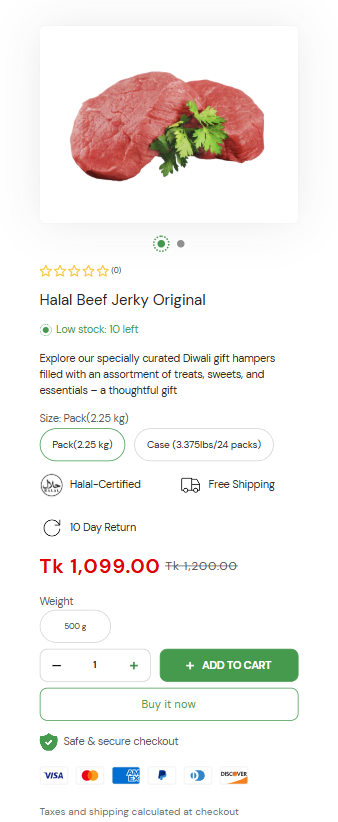 (0)
Halal Beef Jerky Original
Low stock: 10 left
Explore our specially curated Diwali gift hampers
filled with an assortment of treats, sweets, and
essentials – a thoughtful gift
Size: Pack(2.25 kg)
Pack(2.25 kg) Case (3.375lbs/24 packs)
Halal-Certified Free Shipping
10 Day Return
Tk 1,099.00 Tk 1,200.00
Weight
500 g
− 1 + + ADD TO CART
Buy it now
Safe & secure checkout
VISA AMEX DISCOVER
Taxes and shipping calculated at checkout